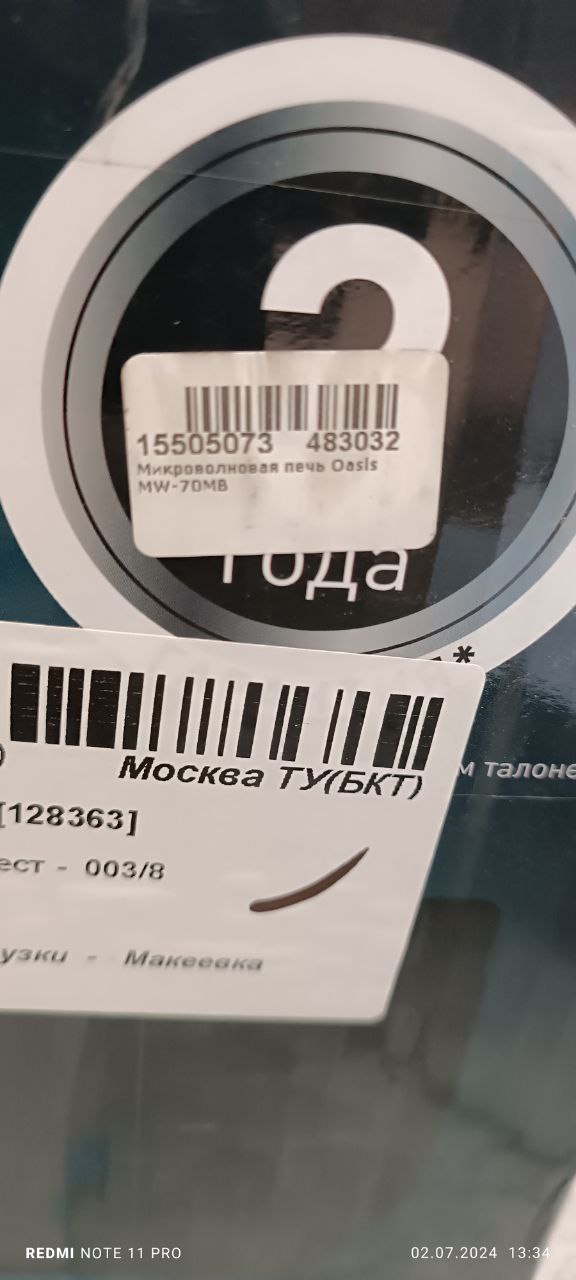 15505073 483032
Микроволновая печь Oasis
MW-70MB
года
*
Москва ТУ(БКТ)
м талоне
[128363]
ест - 003/8
узки - Макеевка
REDMI NOTE 11 PRO
02.07.2024 13:34